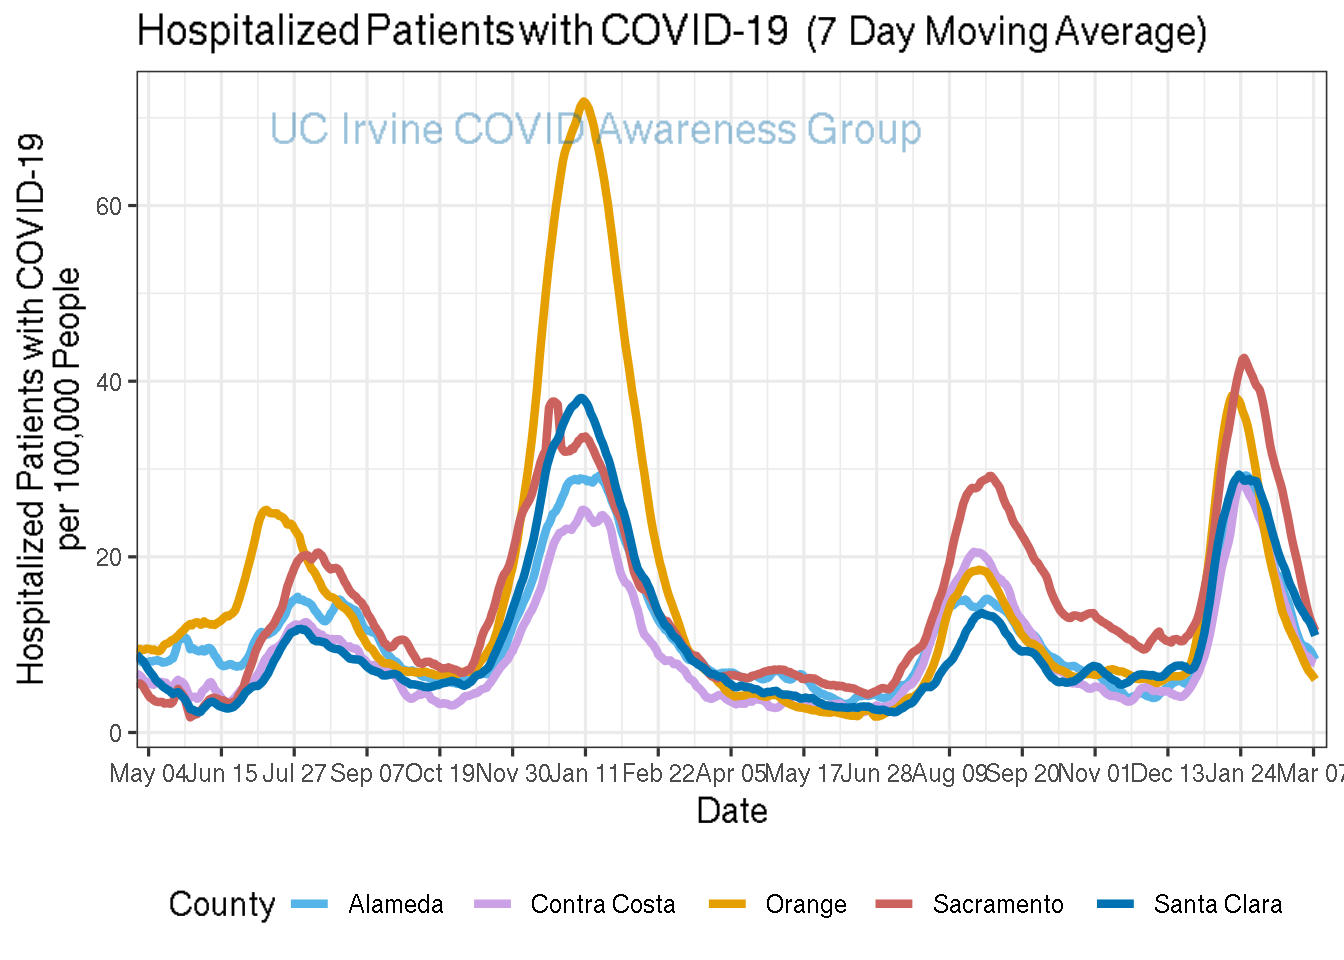 Hospitalized Patients with COVID-19 (7 Day Moving Average)
UC Irvine COVID Awareness Group
Hospitalized Patients with COVID-19
per 100,000 People
60
40
20
0
May 04 Jun 15 Jul 27 Sep 07 Oct 19 Nov 30 Jan 11 Feb 22 Apr 05 May 17 Jun 28 Aug 09 Sep 20 Nov 01 Dec 13 Jan 24 Mar 07
Date
County Alameda Contra Costa Orange Sacramento Santa Clara